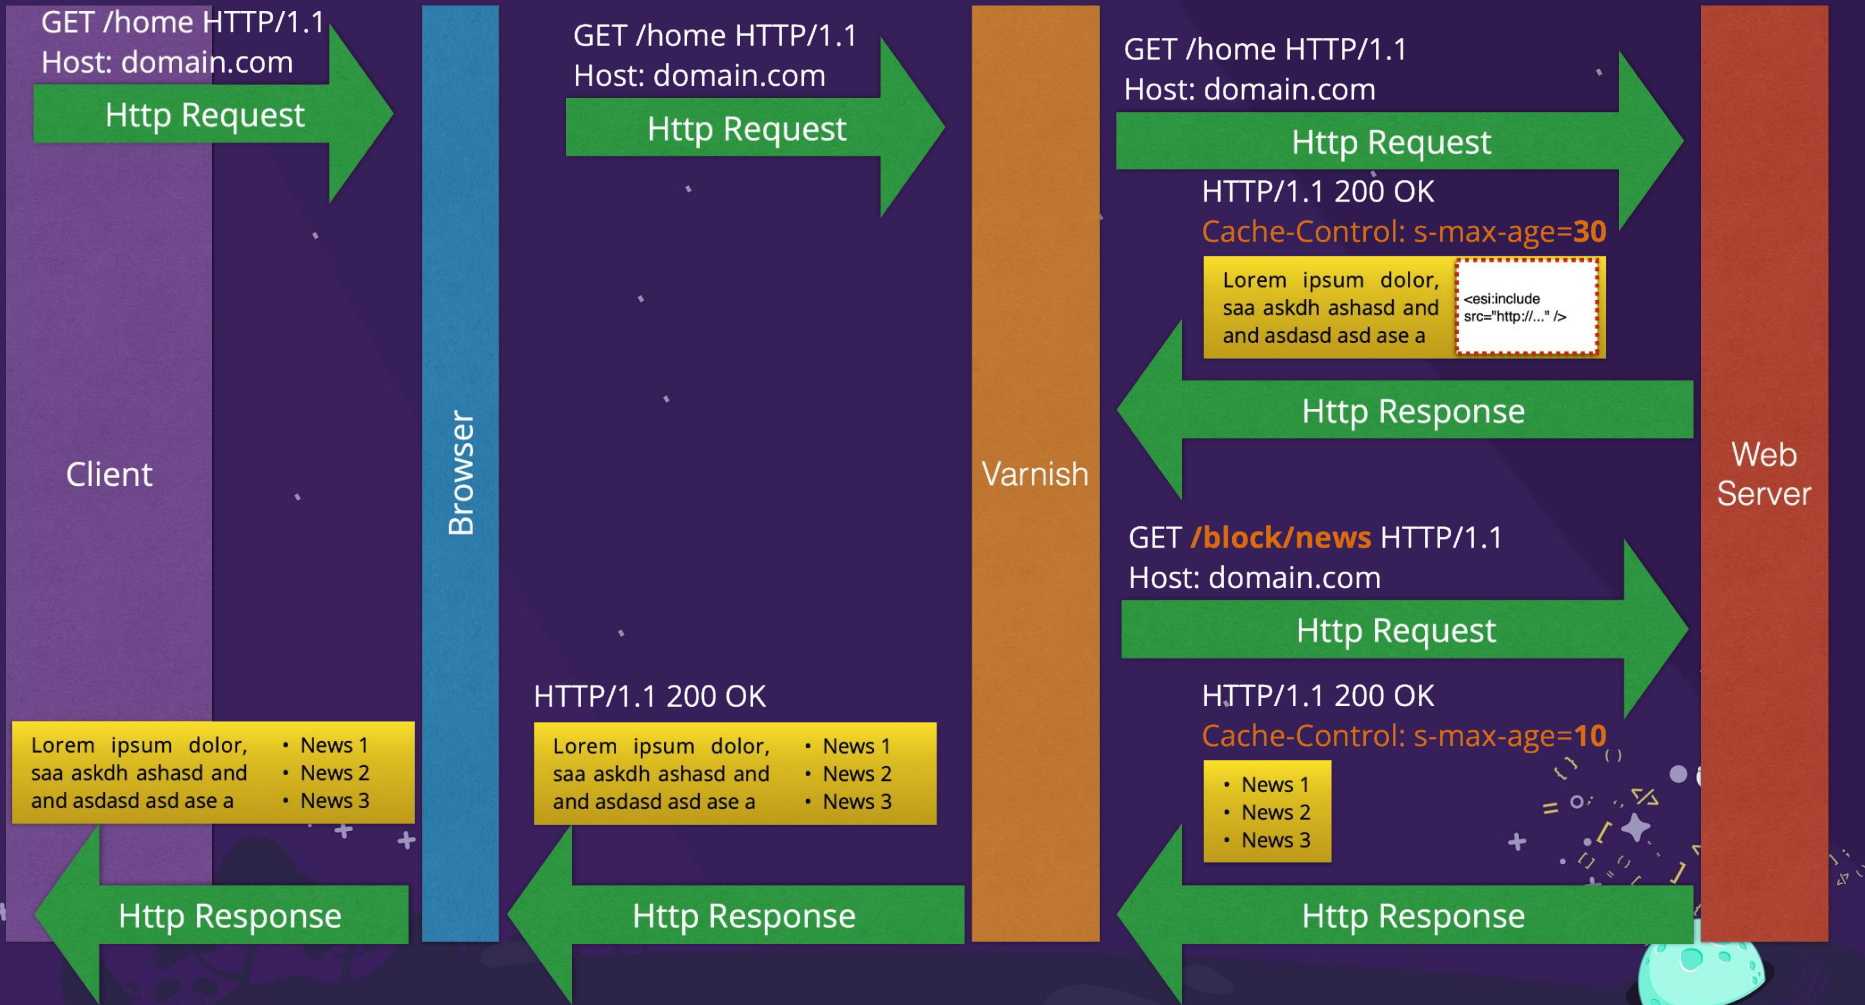 GET /home HTTP/1.1
Host: domain.com
Http Request
GET /home HTTP/1.1
Host: domain.com
Http Request
GET /home HTTP/1.1
Host: domain.com
Http Request
HTTP/1.1 200 OK
Cache-Control: s-max-age=30
Lorem ipsum dolor,
saa askdh ashasd and
and asdasd asd ase a
<esi:include
src="http://..." />
Http Response
Client
Browser
Varnish
Web
Server
GET /block/news HTTP/1.1
Host: domain.com
Http Request
HTTP/1.1 200 OK
Cache-Control: s-max-age=10
• News 1
• News 2
• News 3
Http Response
HTTP/1.1 200 OK
Lorem ipsum dolor,
saa askdh ashasd and
and asdasd asd ase a
• News 1
• News 2
• News 3
Http Response
Lorem ipsum dolor,
saa askdh ashasd and
and asdasd asd ase a
• News 1
• News 2
• News 3
Http Response